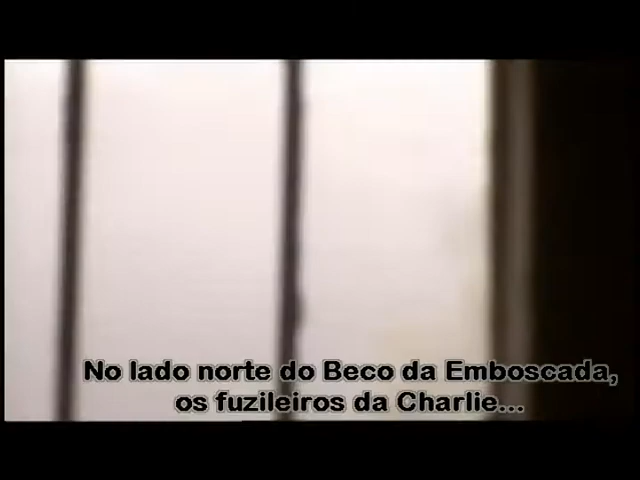 No lado norte do Beco da Emboscada,
os fuzileiros da Charlie...